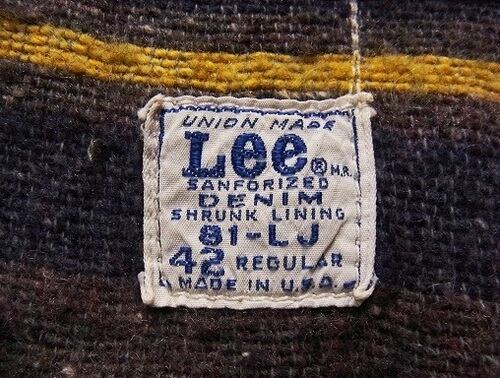 UNION MADE
Lee ® M.R.
SANFORIZED
DENIM
SHRUNK LINING
81-LJ
42 REGULAR
MADE IN U.S.A.